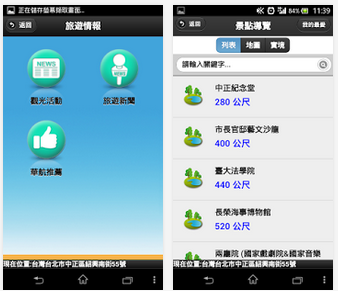 正在儲存螢幕擷取畫面...
返回
旅遊情報
觀光活動
旅遊新聞
華航推薦
現在位置:台灣台北市中正區紹興南街55號
84% 11:39
返回
景點導覽
我的最愛
列表
地圖
實境
請輸入關鍵字...
中正紀念堂
280 公尺
市長官邸藝文沙龍
400 公尺
臺大法學院
440 公尺
長榮海事博物館
520 公尺
兩廳院 (國家戲劇院&國家音樂
現在位置:台灣台北市中正區紹興南街55號